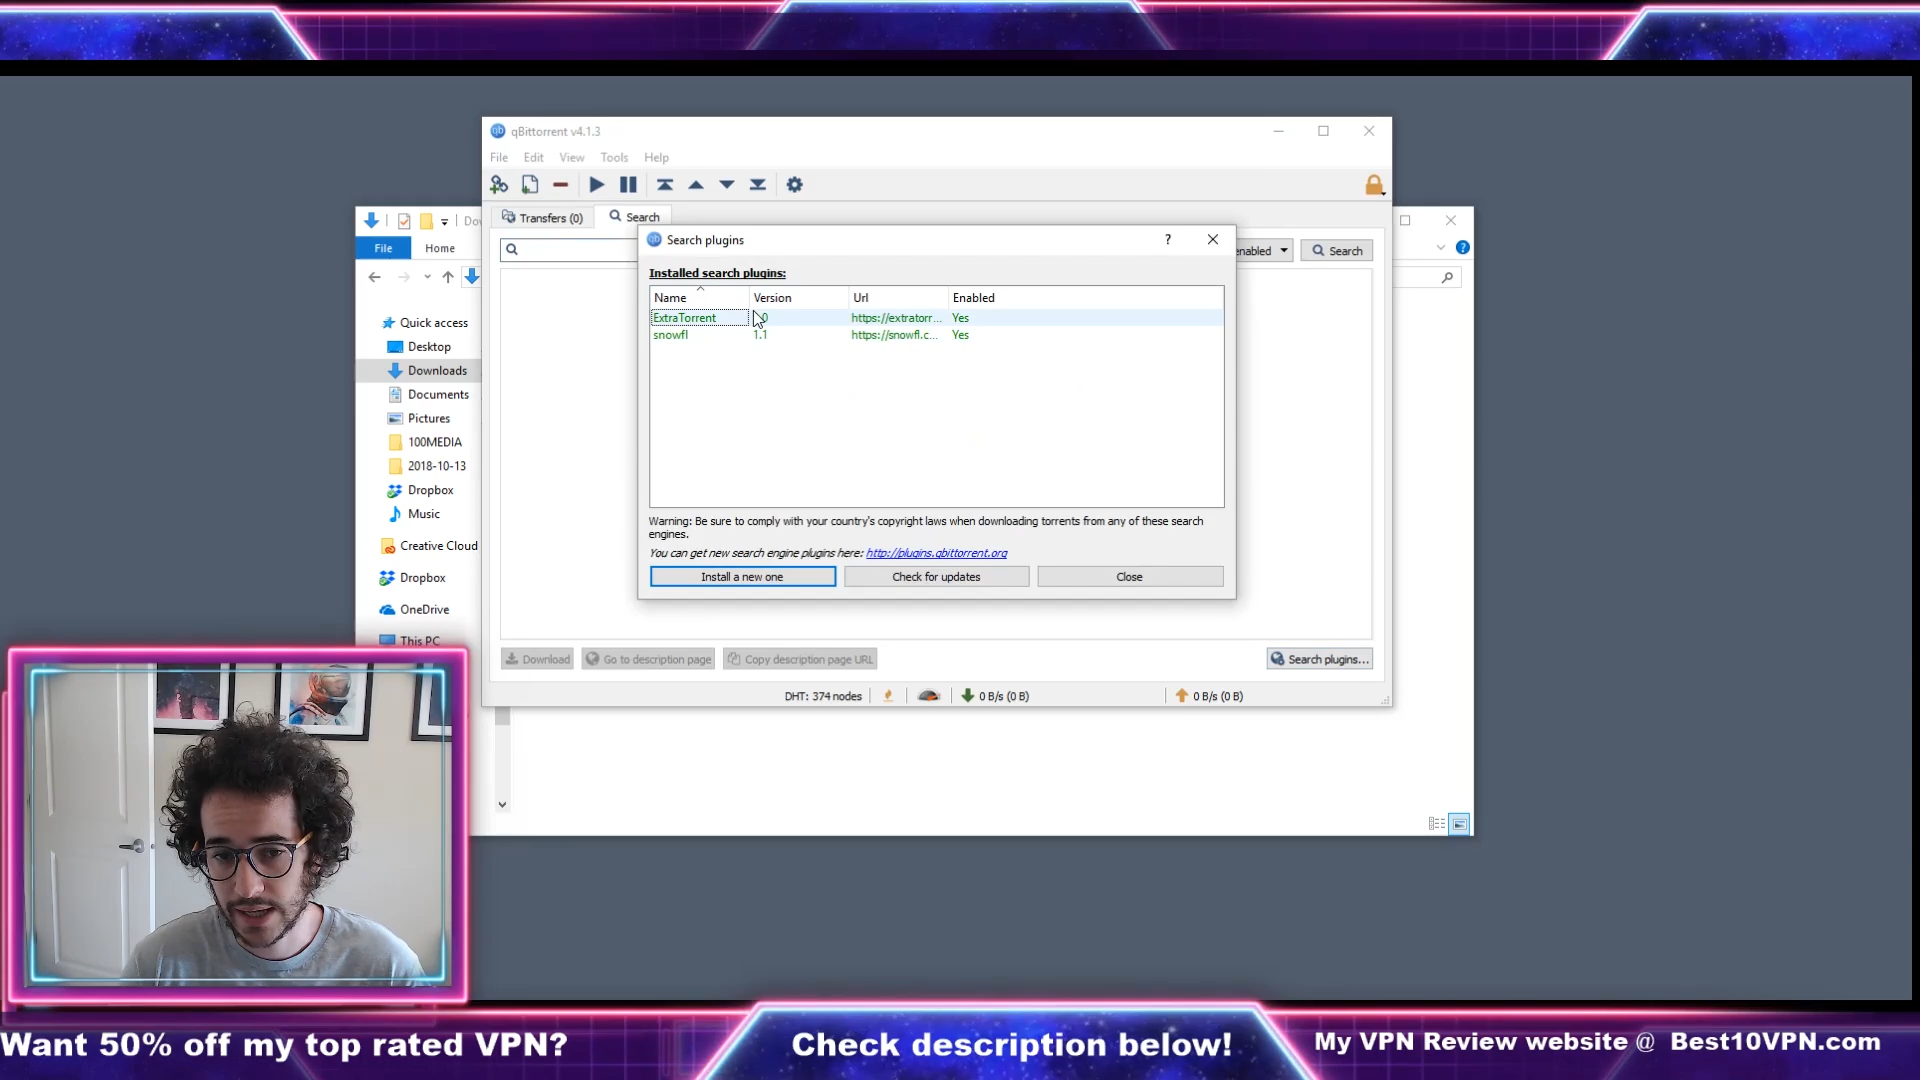 qBittorrent v4.1.3
File Edit View Tools Help
Transfers (0) Search
Search plugins
File Home
enabled Search
Installed search plugins:
Name Version Url Enabled
ExtraTorrent https://extratorr... Yes
snowfl 1.1 https://snowfl.c... Yes
Quick access
Desktop
Downloads
Documents
Pictures
100MEDIA
2018-10-13
Dropbox
Music
Creative Cloud
Dropbox
OneDrive
This PC
Warning: Be sure to comply with your country's copyright laws when downloading torrents from any of these search
engines.
You can get new search engine plugins here: http://plugins.qbittorrent.org
Install a new one Check for updates Close
Download Go to description page Copy description page URL Search plugins...
DHT: 374 nodes 0 B/s (0 B) 0 B/s (0 B)
Want 50% off my top rated VPN? Check description below! My VPN Review website @ Best10VPN.com